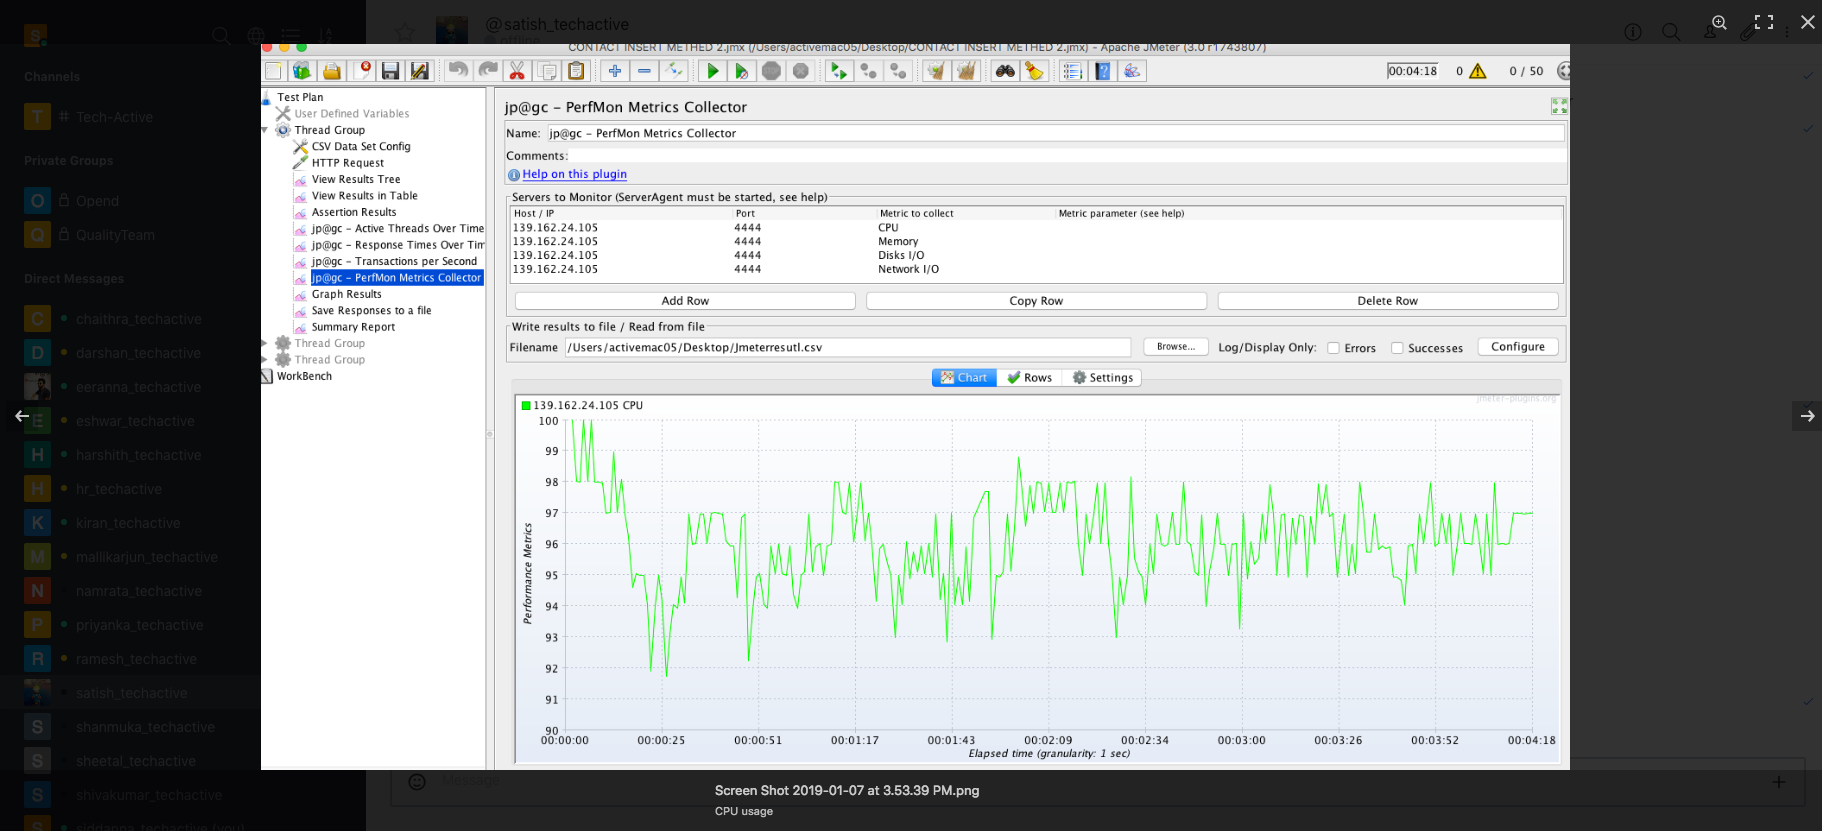 @satish_techactive
offline
Channels
# Tech-Active
Private Groups
Opend
QualityTeam
Direct Messages
chaithra_techactive
darshan_techactive
eeranna_techactive
eshwar_techactive
harshith_techactive
hr_techactive
kiran_techactive
mallikarjun_techactive
namrata_techactive
priyanka_techactive
ramesh_techactive
satish_techactive
shanmuka_techactive
sheetal_techactive
shivakumar_techactive
siddanna_techactive (you)
CONTACT INSERT METHED 2.jmx (/Users/activemac05/Desktop/CONTACT INSERT METHED 2.jmx) - Apache JMeter (3.0 r1743807)
00:04:18 0 0 / 50
Test Plan
User Defined Variables
Thread Group
CSV Data Set Config
HTTP Request
View Results Tree
View Results in Table
Assertion Results
jp@gc - Active Threads Over Time
jp@gc - Response Times Over Tim
jp@gc - Transactions per Second
jp@gc - PerfMon Metrics Collector
Graph Results
Save Responses to a file
Summary Report
Thread Group
Thread Group
WorkBench
jp@gc - PerfMon Metrics Collector
Name: jp@gc - PerfMon Metrics Collector
Comments:
Help on this plugin
Servers to Monitor (ServerAgent must be started, see help)
Host / IP Port Metric to collect Metric parameter (see help)
139.162.24.105 4444 CPU
139.162.24.105 4444 Memory
139.162.24.105 4444 Disks I/O
139.162.24.105 4444 Network I/O
Add Row Copy Row Delete Row
Write results to file / Read from file
Filename /Users/activemac05/Desktop/Jmeterresutl.csv Browse... Log/Display Only: Errors Successes Configure
Chart Rows Settings
jmeter-plugins.org
139.162.24.105 CPU
100
99
98
97
96
95
94
93
92
91
90
Performance Metrics
00:00:00 00:00:25 00:00:51 00:01:17 00:01:43 00:02:09 00:02:34 00:03:00 00:03:26 00:03:52 00:04:18
Elapsed time (granularity: 1 sec)
Message
Screen Shot 2019-01-07 at 3.53.39 PM.png
CPU usage